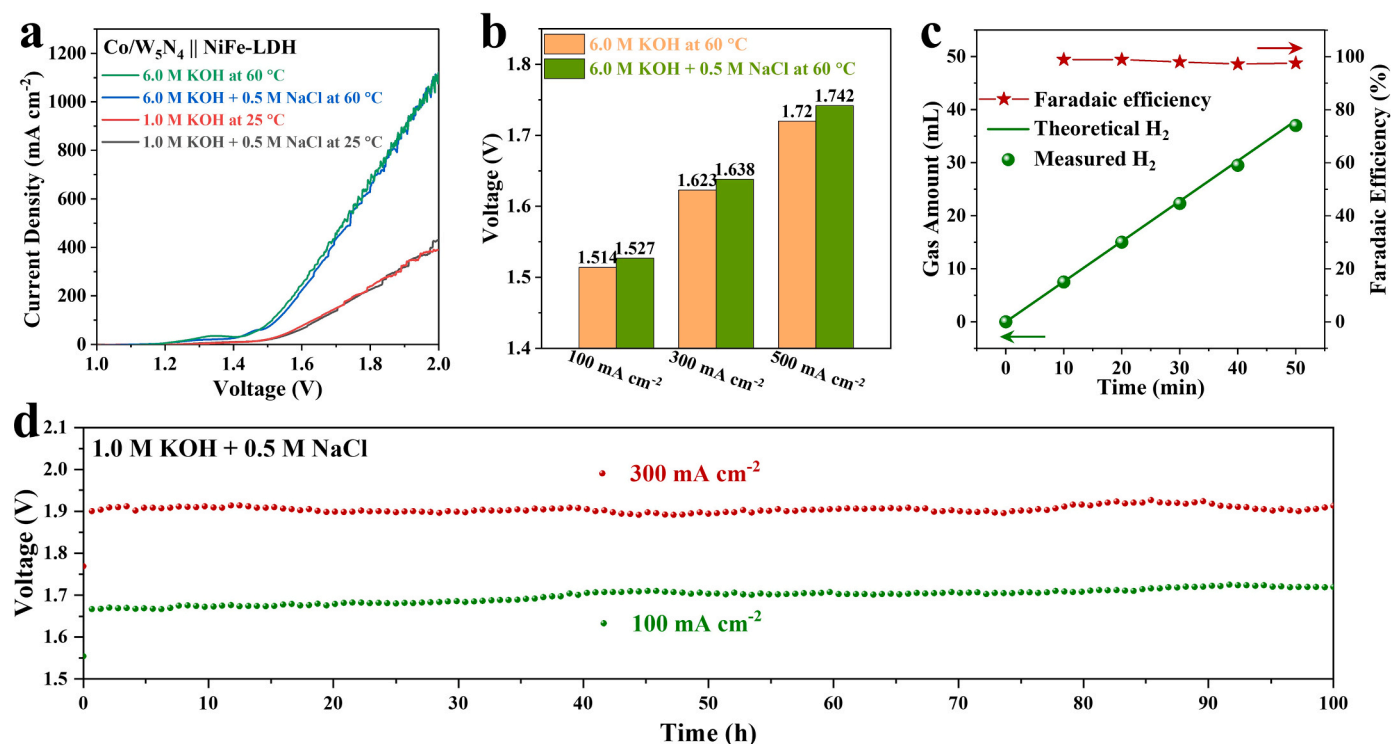 a
Co/W₅N₄ || NiFe-LDH
6.0 M KOH at 60 °C
6.0 M KOH + 0.5 M NaCl at 60 °C
1.0 M KOH at 25 °C
1.0 M KOH + 0.5 M NaCl at 25 °C
Current Density (mA cm⁻²)
1200
1000
800
600
400
200
0
1.0
1.2
1.4
1.6
1.8
2.0
Voltage (V)
b
6.0 M KOH at 60 °C
6.0 M KOH + 0.5 M NaCl at 60 °C
Voltage (V)
1.8
1.7
1.6
1.5
1.4
1.514
1.527
1.623
1.638
1.72
1.742
100 mA cm⁻²
300 mA cm⁻²
500 mA cm⁻²
c
Faradaic efficiency
Theoretical H₂
Measured H₂
Gas Amount (mL)
50
40
30
20
10
0
Faradaic Efficiency (%)
100
80
60
40
20
0
0
10
20
30
40
50
Time (min)
d
1.0 M KOH + 0.5 M NaCl
300 mA cm⁻²
100 mA cm⁻²
Voltage (V)
2.1
2.0
1.9
1.8
1.7
1.6
1.5
0
10
20
30
40
50
60
70
80
90
100
Time (h)